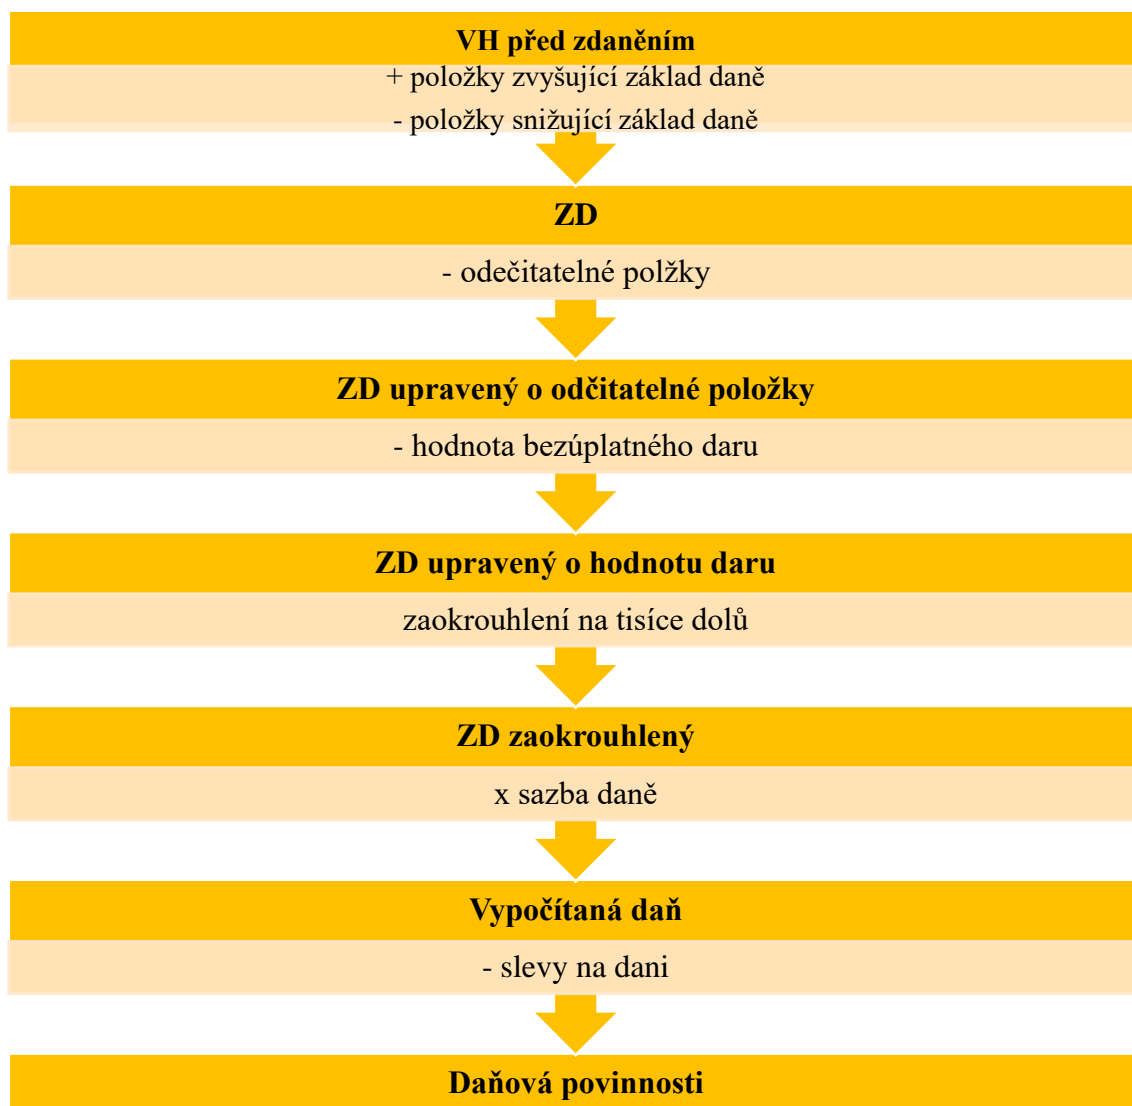 VH před zdaněním
+ položky zvyšující základ daně
- položky snižující základ daně
ZD
- odečitatelné polžky
ZD upravený o odčitatelné položky
- hodnota bezúplatného daru
ZD upravený o hodnotu daru
zaokrouhlení na tisíce dolů
ZD zaokrouhlený
x sazba daně
Vypočítaná daň
- slevy na dani
Daňová povinnosti